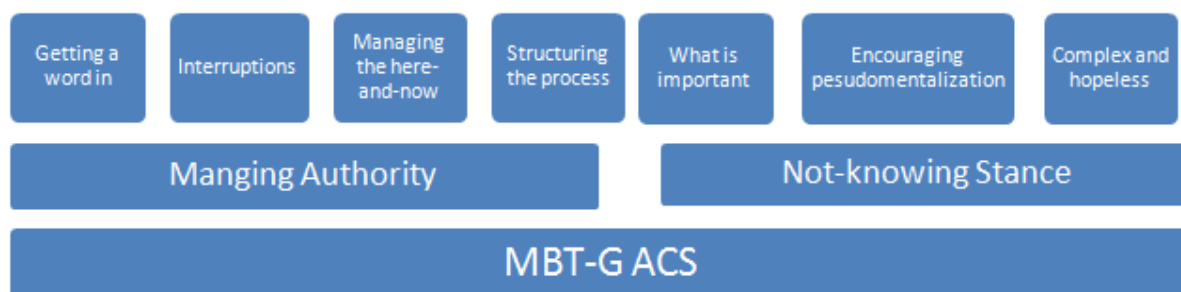 Getting a
word in
Interruptions
Managing
the here-
and-now
Structuring
the process
What is
important
Encouraging
pesudomentalization
Complex and
hopeless
Manging Authority
Not-knowing Stance
MBT-G ACS